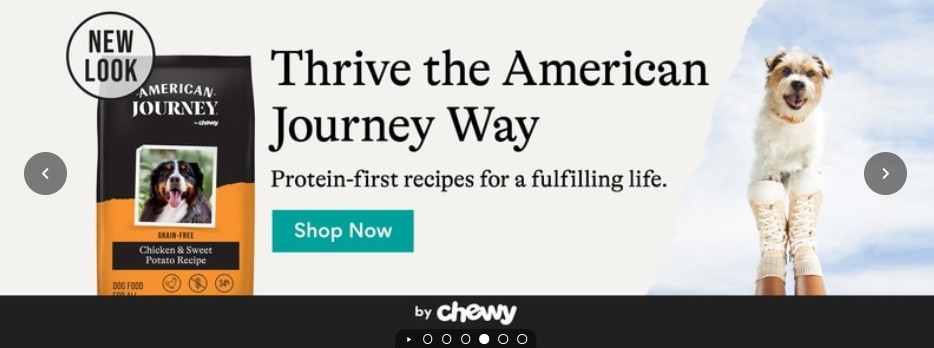 NEW
LOOK
AMERICAN
JOURNEY
by chewy
GRAIN-FREE
Chicken & Sweet
Potato Recipe
DOG FOOD
FOR ALL
34%
Thrive the American
Journey Way
Protein-first recipes for a fulfilling life.
Shop Now
by chewy